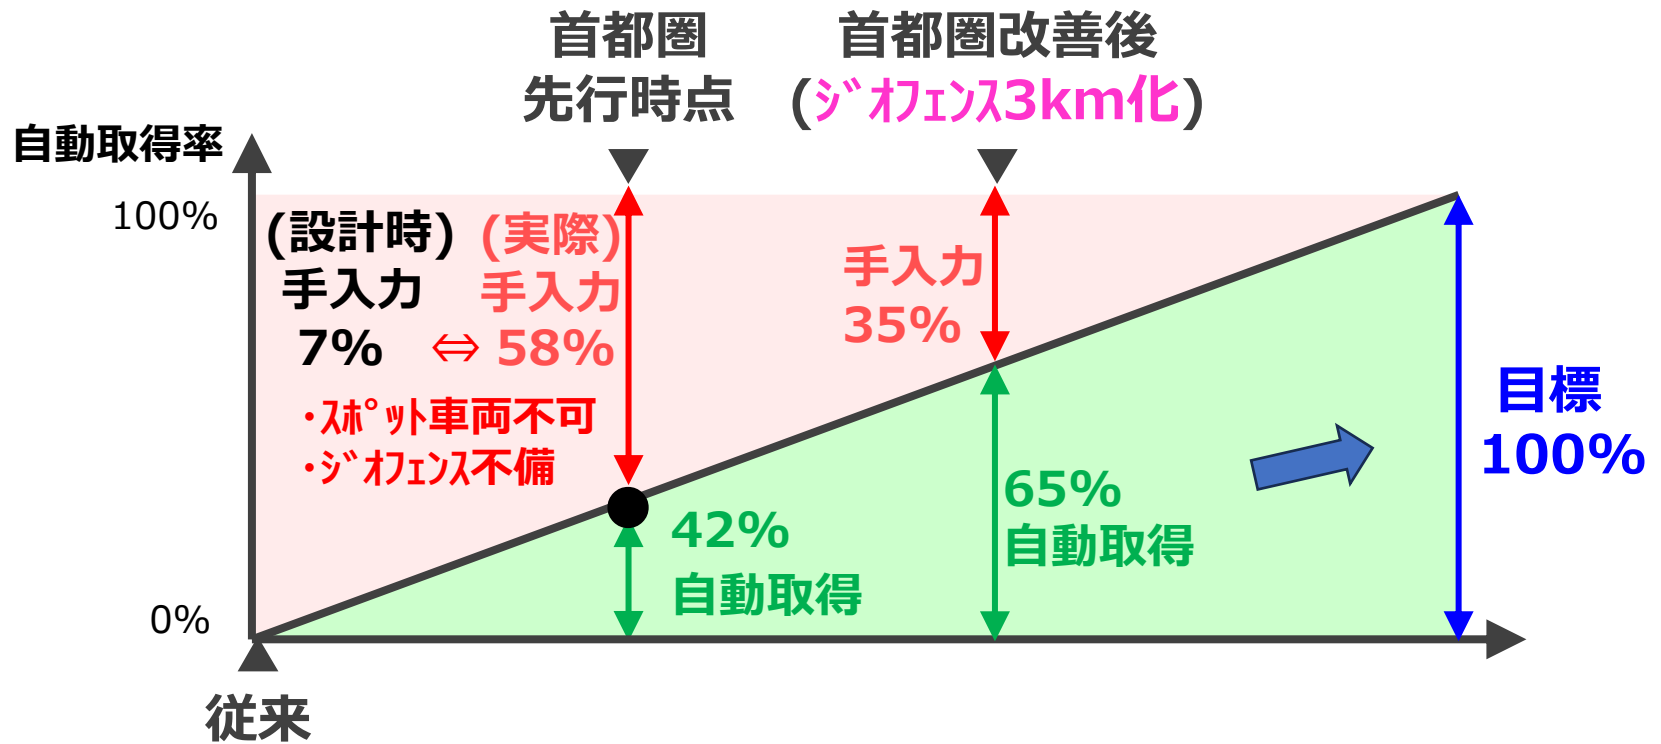 首都圏
先行時点
首都圏改善後
(ｼﾞｵﾌｪﾝｽ3km化)
自動取得率
100%
(設計時)
手入力
7%
⇔
(実際)
手入力
58%
・ｽﾎﾟｯﾄ車両不可
・ｼﾞｵﾌｪﾝｽ不備
手入力
35%
42%
自動取得
65%
自動取得
目標
100%
0%
従来